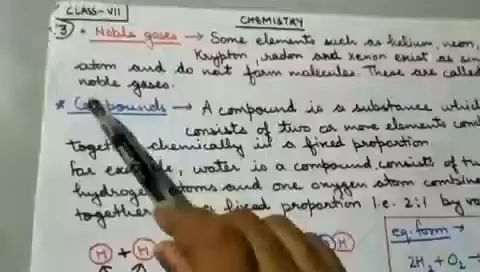 CLASS-VII
CHEMISTRY
3 • Noble gases → Some elements such as helium, neon,
Krypton, radon and xenon exist as
atom and do not form molecules. These are called
noble gases.
* Compounds → A compound is a substance which
consists of two or more elements
together chemically in a fixed proportion
For example, water is a compound consists of
hydrogen atoms and one oxygen atom
together fixed proportion i.e. 2:1 by
H + H H
eq. form →
2H₂ + O₂ →